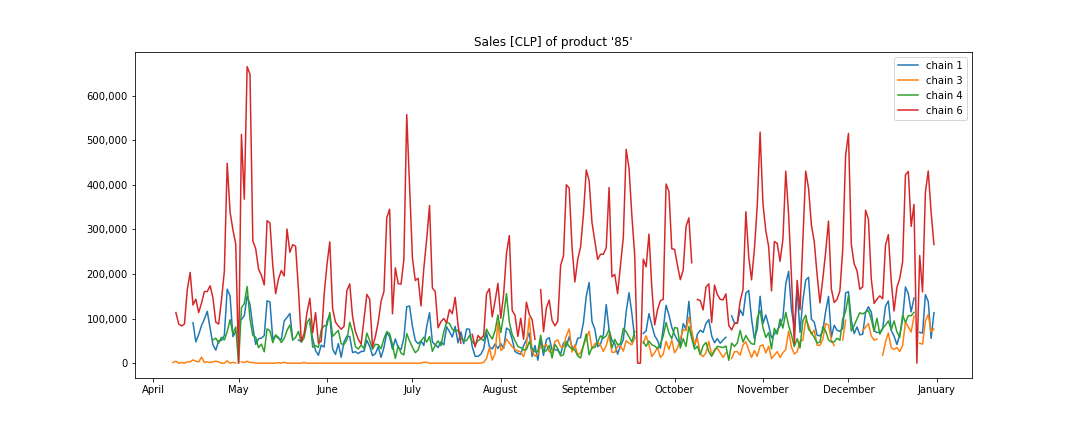 Sales [CLP] of product '85'
chain 1
chain 3
chain 4
chain 6
600,000
500,000
400,000
300,000
200,000
100,000
0
April May June July August September October November December January